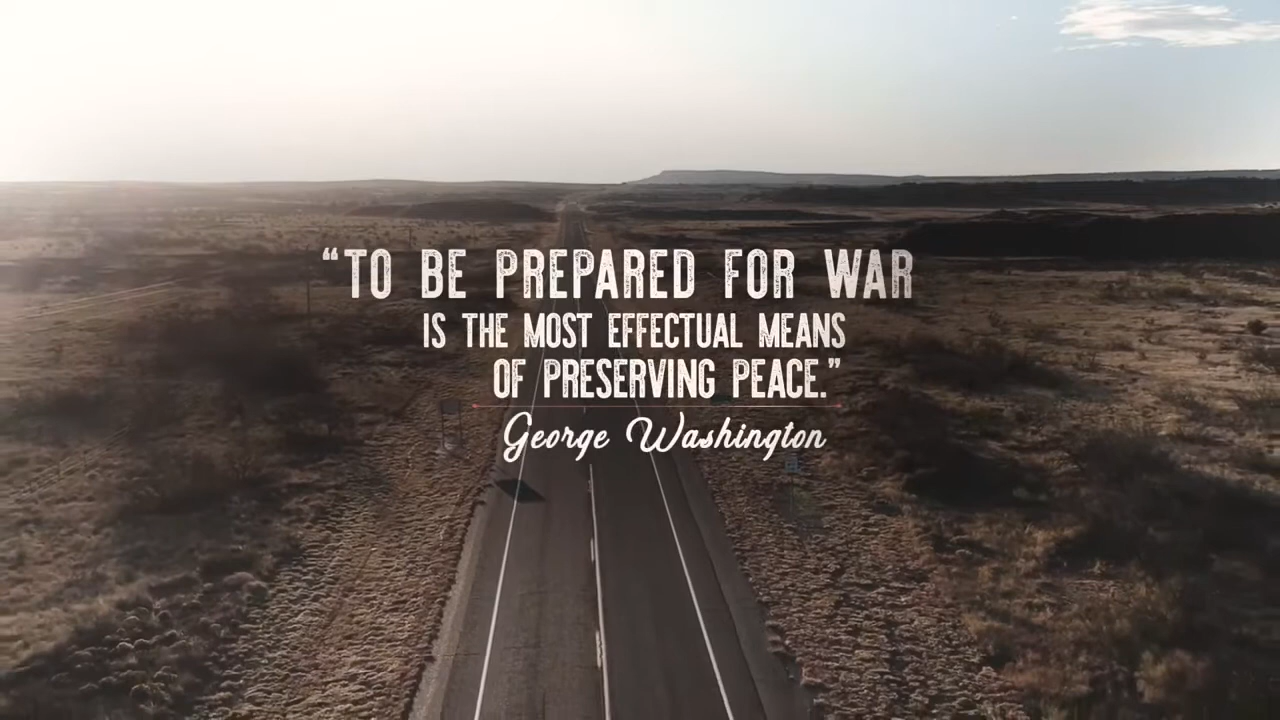 “TO BE PREPARED FOR WAR
IS THE MOST EFFECTUAL MEANS
OF PRESERVING PEACE.”
George Washington